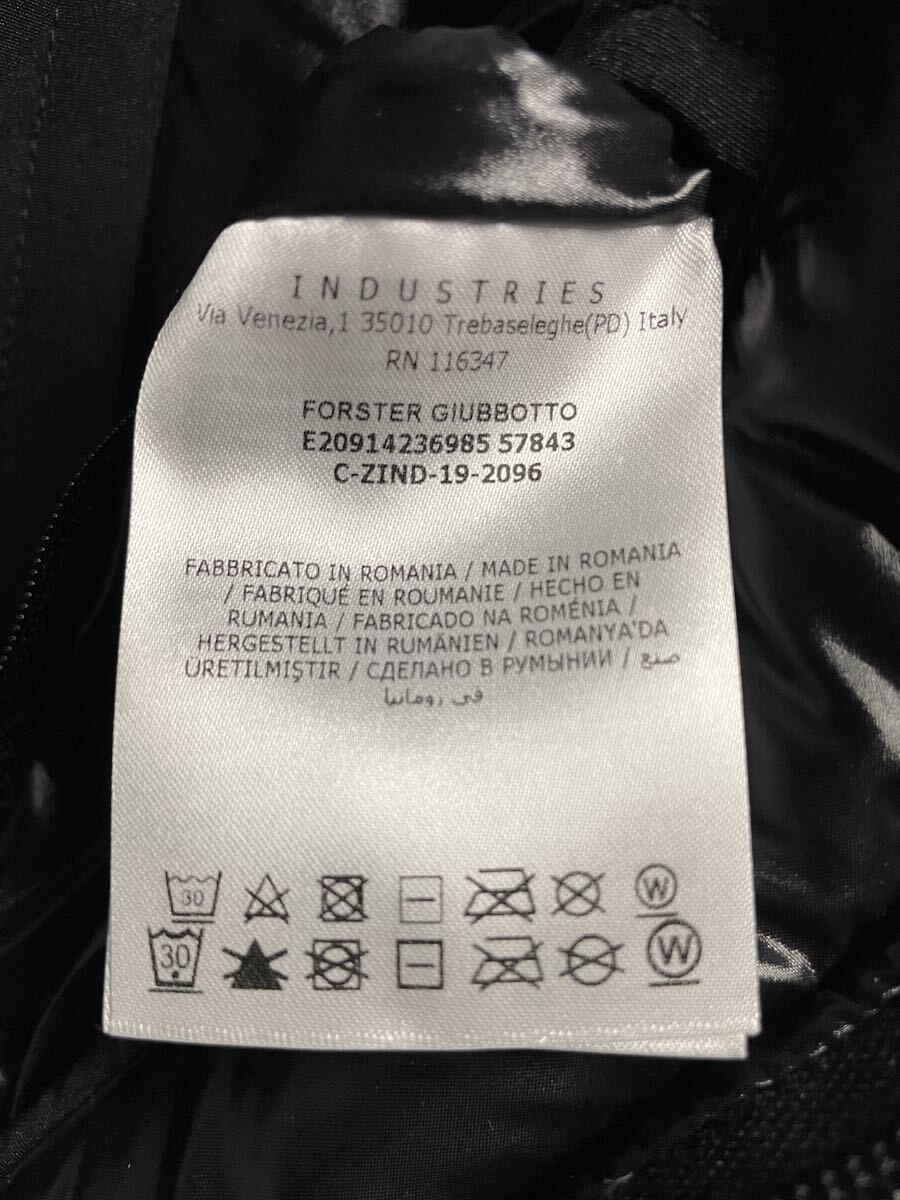 INDUSTRIES
Via Venezia,1 35010 Trebaseleghe(PD) Italy
RN 116347
FORSTER GIUBBOTTO
E20914236985 57843
C-ZIND-19-2096
FABBRICATO IN ROMANIA / MADE IN ROMANIA
/ FABRIQUÉ EN ROUMANIE / HECHO EN
RUMANIA / FABRICADO NA ROMÉNIA /
HERGESTELLT IN RUMÄNIEN / ROMANYA'DA
ÜRETILMIŞTIR / СДЕЛАНО В РУМЫНИИ / صنع
في رومانيا
30 W
30 W